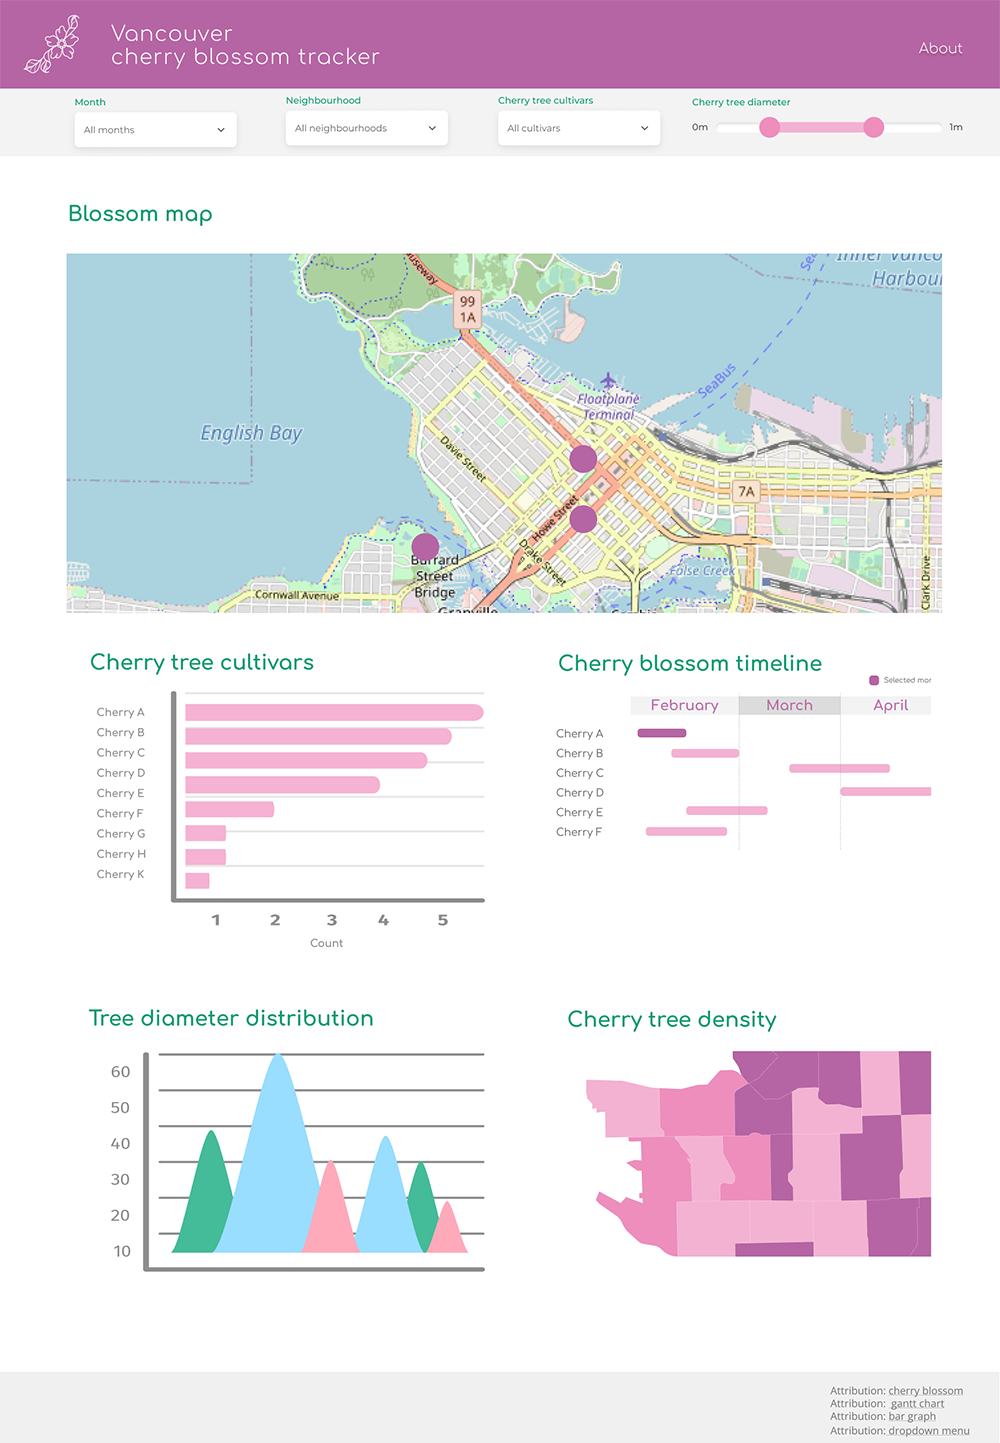 Vancouver
cherry blossom tracker
About
Month
Neighbourhood
Cherry tree cultivars
Cherry tree diameter
All months
All neighbourhoods
All cultivars
0m
1m
Blossom map
99
1A
English Bay
Davie Street
Floatplane
Terminal
SeaBus
Harbour
7A
Howe Street
Drake Street
False Creek
Burrard
Street
Bridge
Cornwall Avenue
Granville
Clark Drive
Cherry tree cultivars
Cherry A
Cherry B
Cherry C
Cherry D
Cherry E
Cherry F
Cherry G
Cherry H
Cherry K
1 2 3 4 5
Count
Cherry blossom timeline
Selected mor
February March April
Cherry A
Cherry B
Cherry C
Cherry D
Cherry E
Cherry F
Tree diameter distribution
60
50
40
30
20
10
Cherry tree density
Attribution: cherry blossom
Attribution: gantt chart
Attribution: bar graph
Attribution: dropdown menu